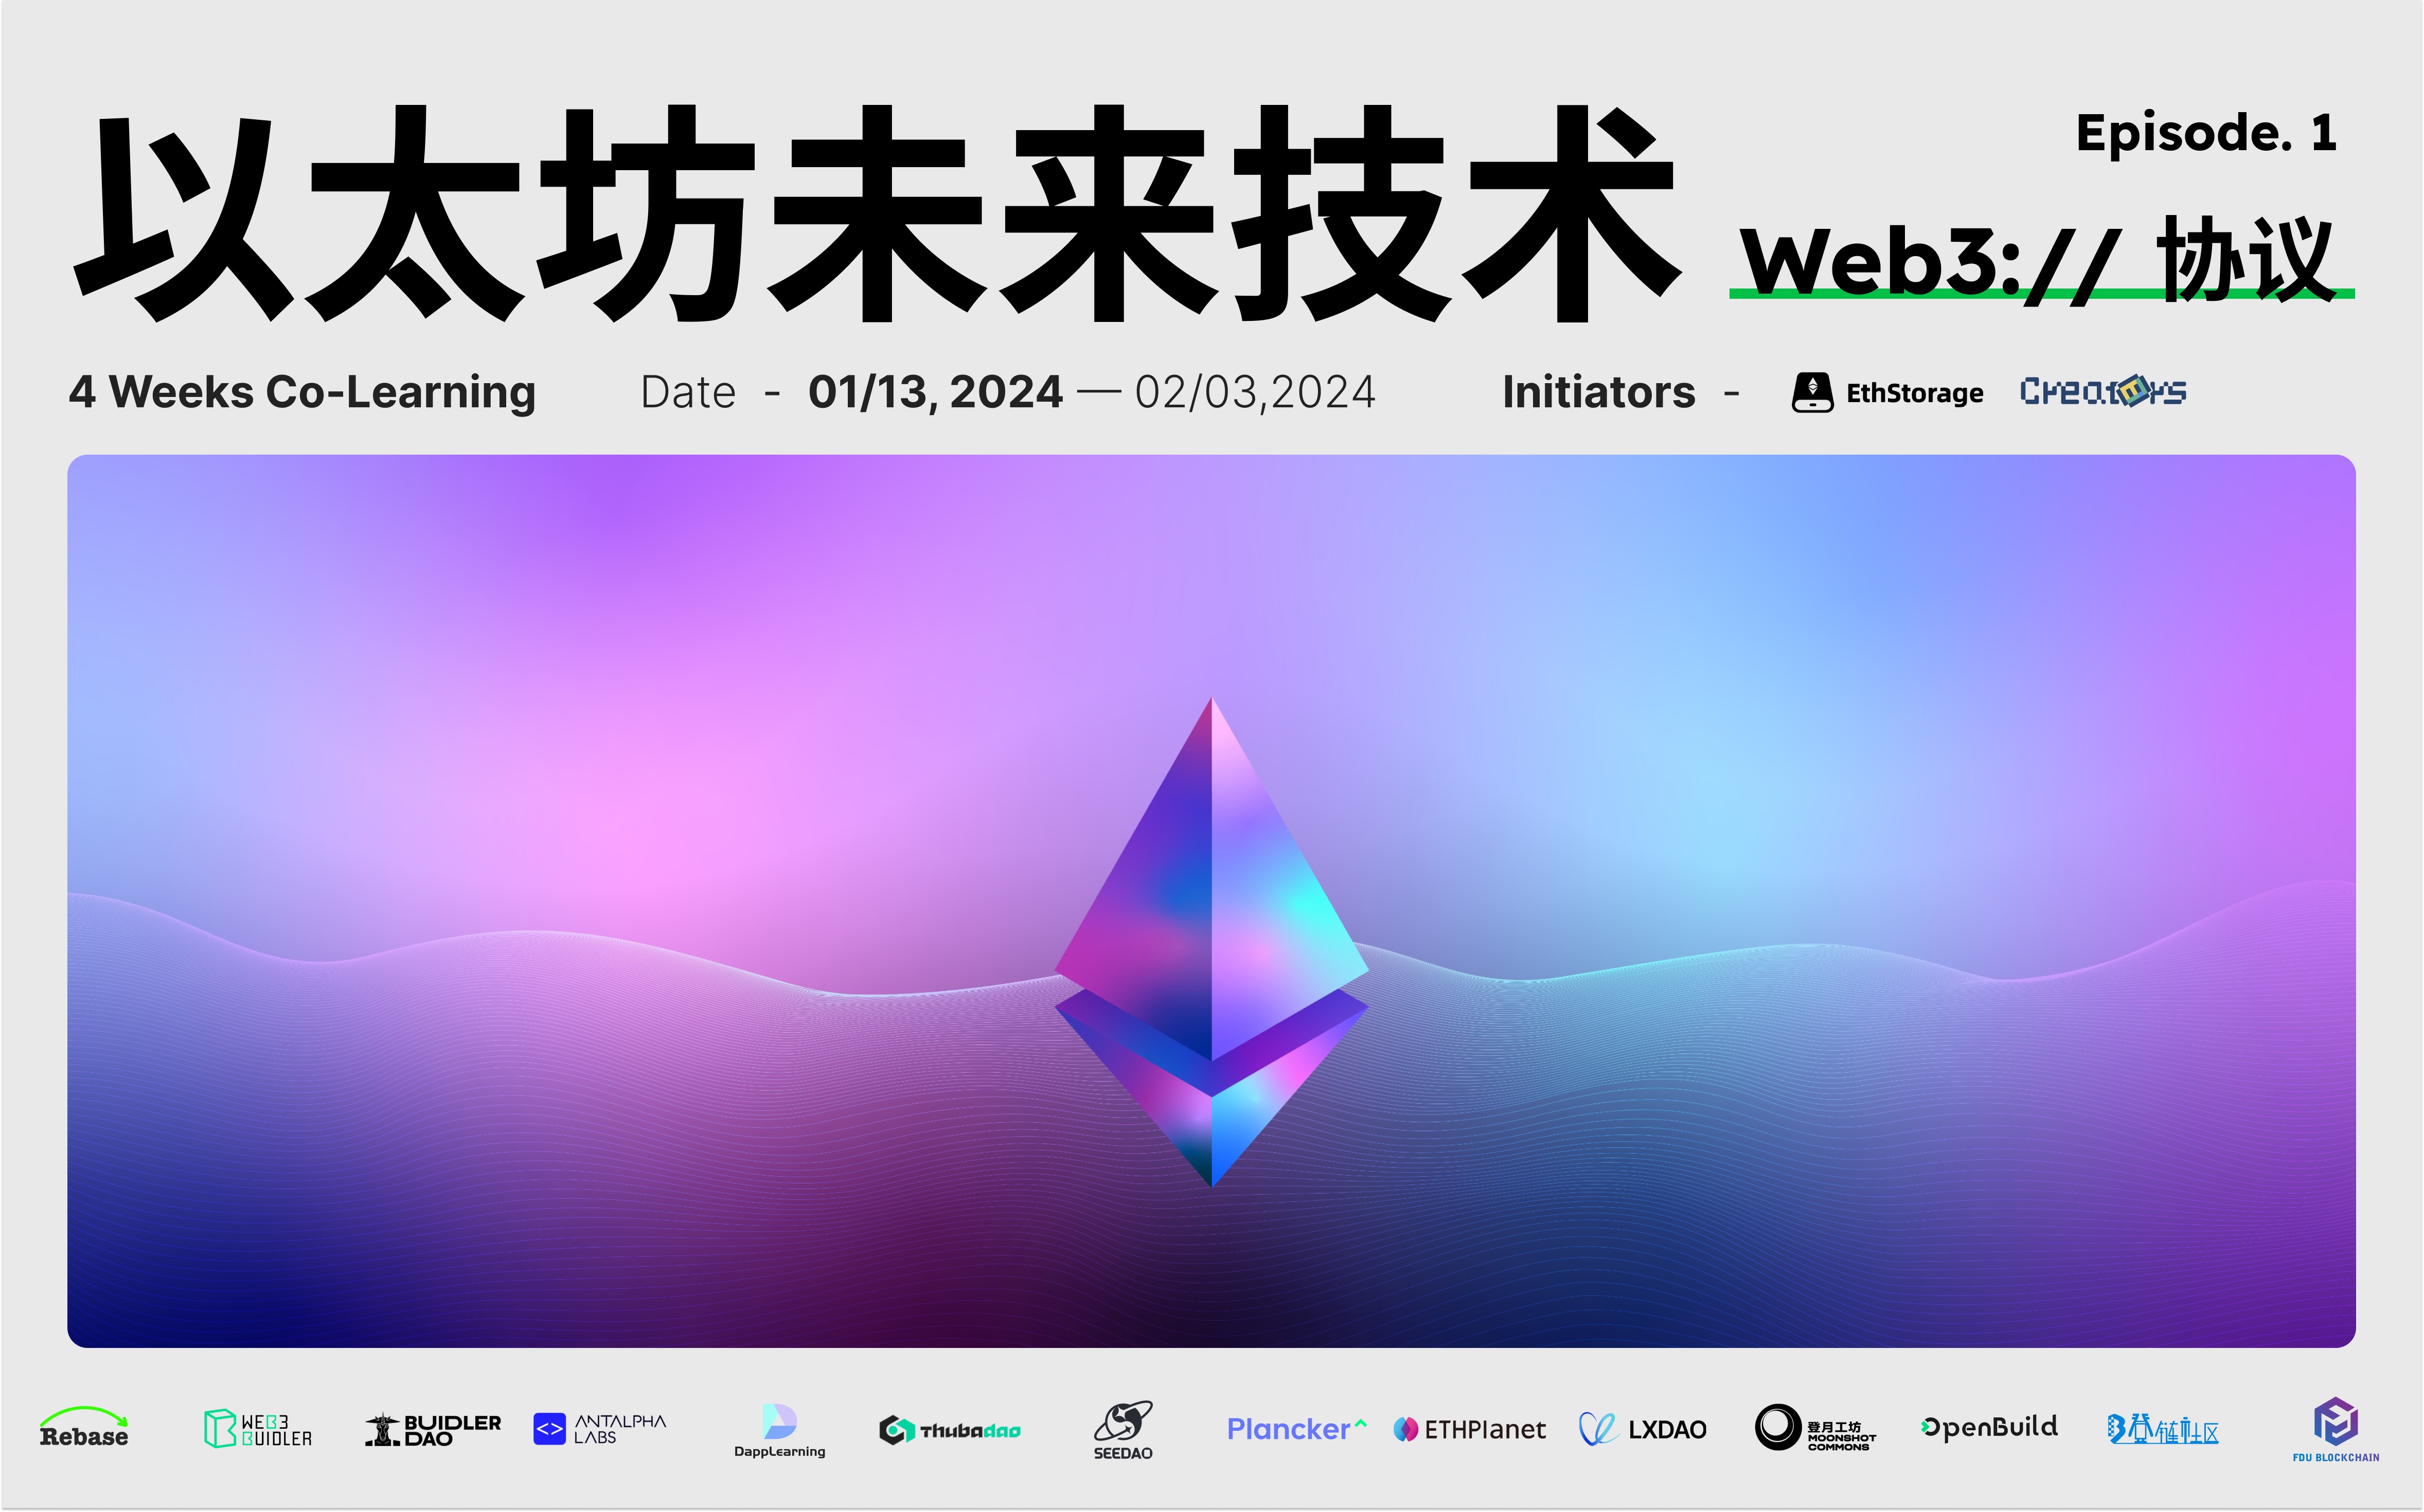 以太坊未来技术
Episode. 1
Web3:// 协议
4 Weeks Co-Learning
Date - 01/13, 2024 — 02/03,2024
Initiators - EthStorage Creators
Rebase
WEB3
BUIDLER
BUIDLER
DAO
ANTALPHA
LABS
DappLearning
Thubadao
SEEDAO
Plancker
ETHPlanet
LXDAO
登月工坊
MOONSHOT
COMMONS
OpenBuild
链社区
FDU BLOCKCHAIN